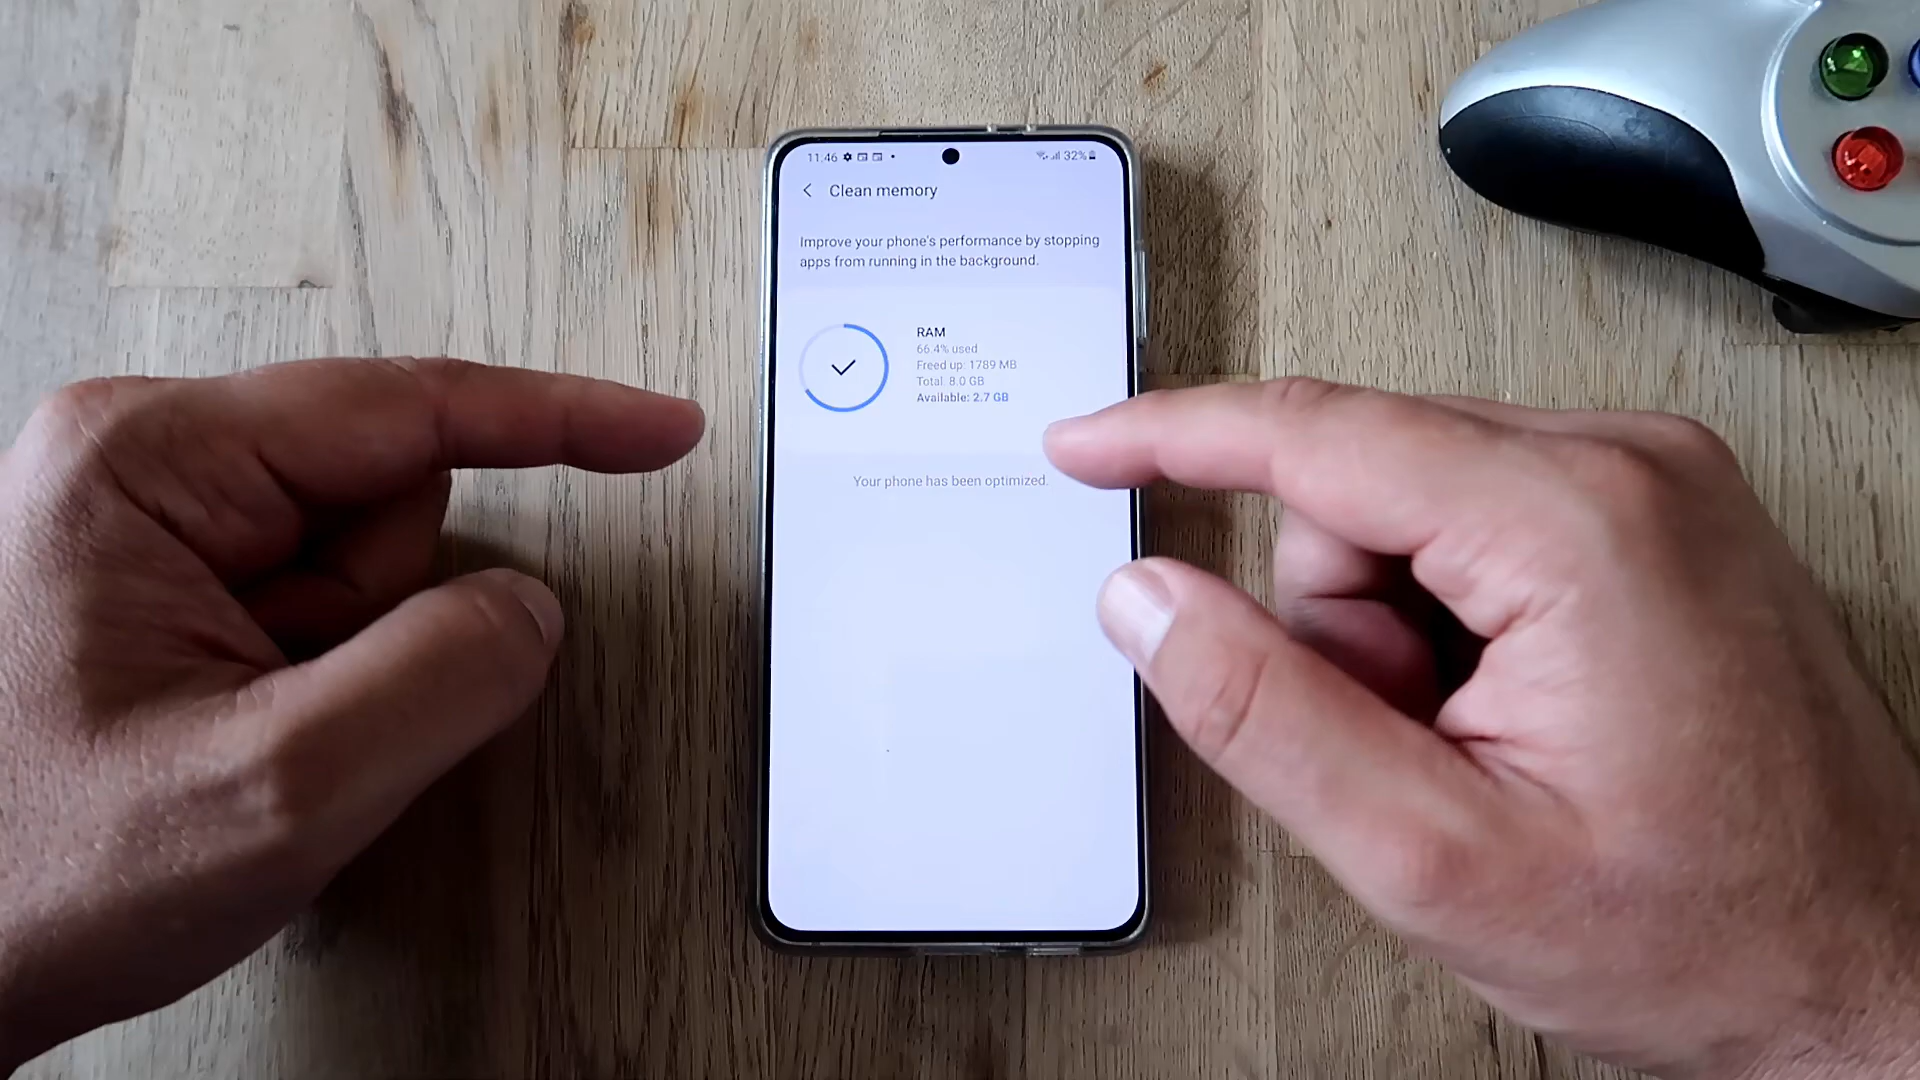 11:46
32%
Clean memory
Improve your phone's performance by stopping
apps from running in the background.
RAM
66.4% used
Freed up: 1789 MB
Total: 8.0 GB
Available: 2.7 GB
Your phone has been optimized.